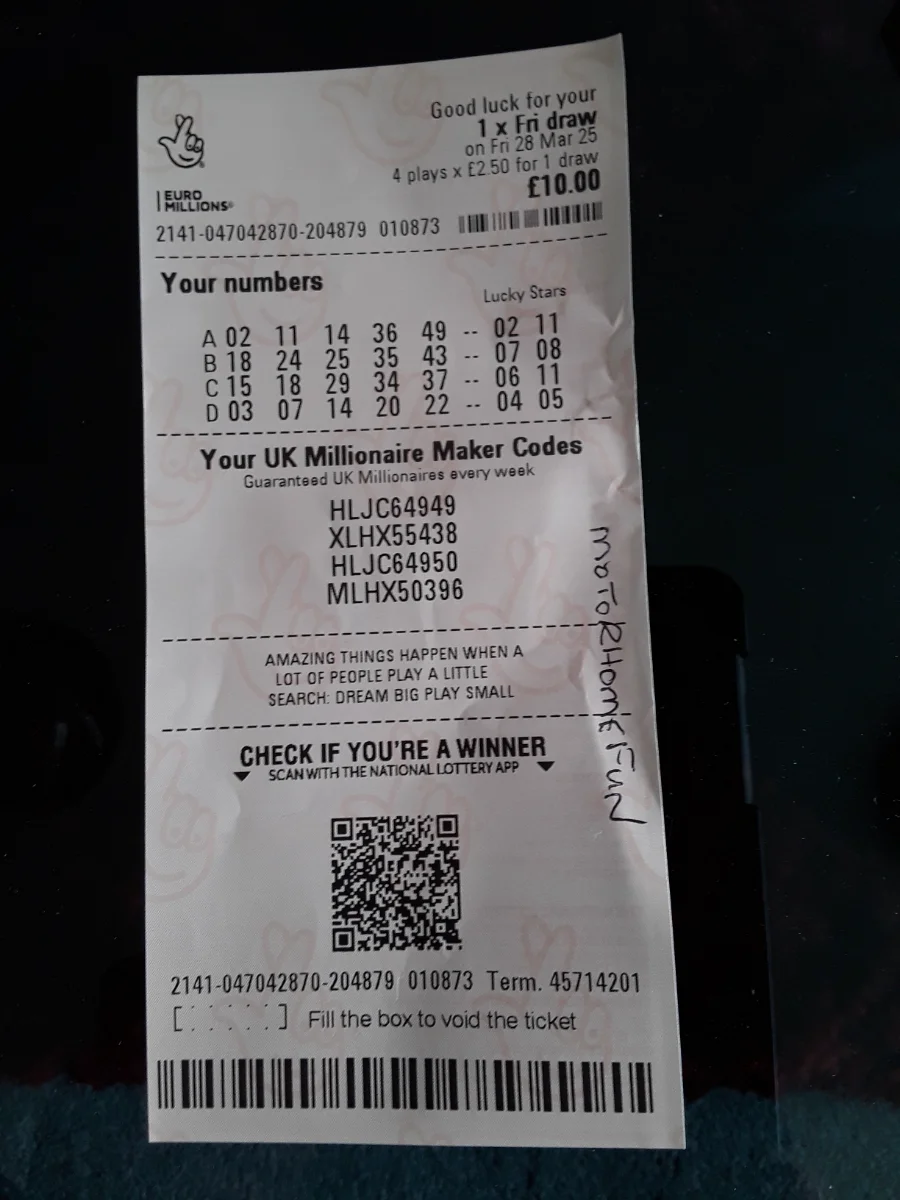 Good luck for your
1 x Fri draw
on Fri 28 Mar 25
4 plays x £2.50 for 1 draw
£10.00
EURO
MILLIONS®
2141-047042870-204879 010873
Your numbers
Lucky Stars
A 02 11 14 36 49 -- 02 11
B 18 24 25 35 43 -- 07 08
C 15 18 29 34 37 -- 06 11
D 03 07 14 20 22 -- 04 05
Your UK Millionaire Maker Codes
Guaranteed UK Millionaires every week
HLJC64949
XLHX55438
HLJC64950
MLHX50396
MOTORHOME FUN
AMAZING THINGS HAPPEN WHEN A
LOT OF PEOPLE PLAY A LITTLE
SEARCH: DREAM BIG PLAY SMALL
CHECK IF YOU'RE A WINNER
SCAN WITH THE NATIONAL LOTTERY APP
2141-047042870-204879 010873 Term. 45714201
[ ] Fill the box to void the ticket